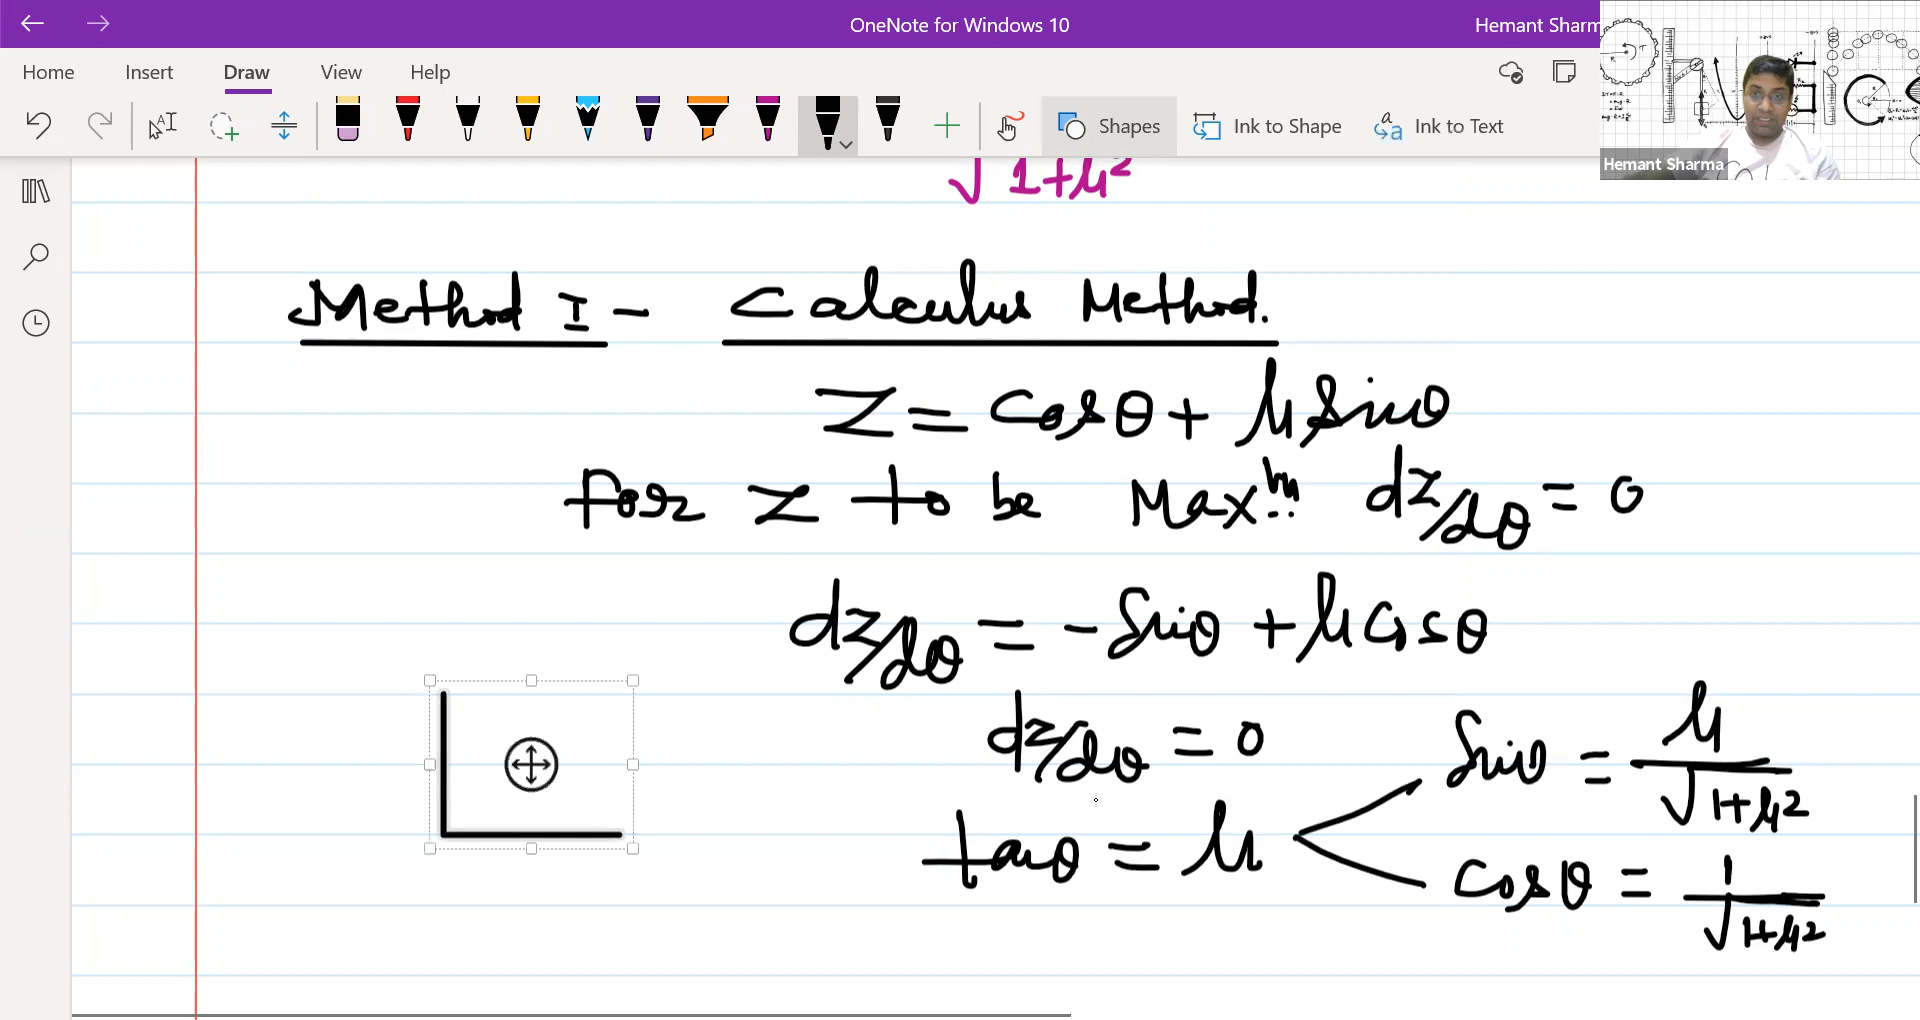 OneNote for Windows 10
Hemant Sharm
Home Insert Draw View Help
Shapes Ink to Shape Ink to Text
Hemant Sharma
√1+μ²
Method I - Calculus Method.
Z = cosθ + μ sinθ
For Z to be Maxm dz/dθ = 0
dz/dθ = - Sinθ + μ cosθ
dz/dθ = 0
Sinθ = μ/√1+μ²
tanθ = μ
cosθ = 1/√1+μ²